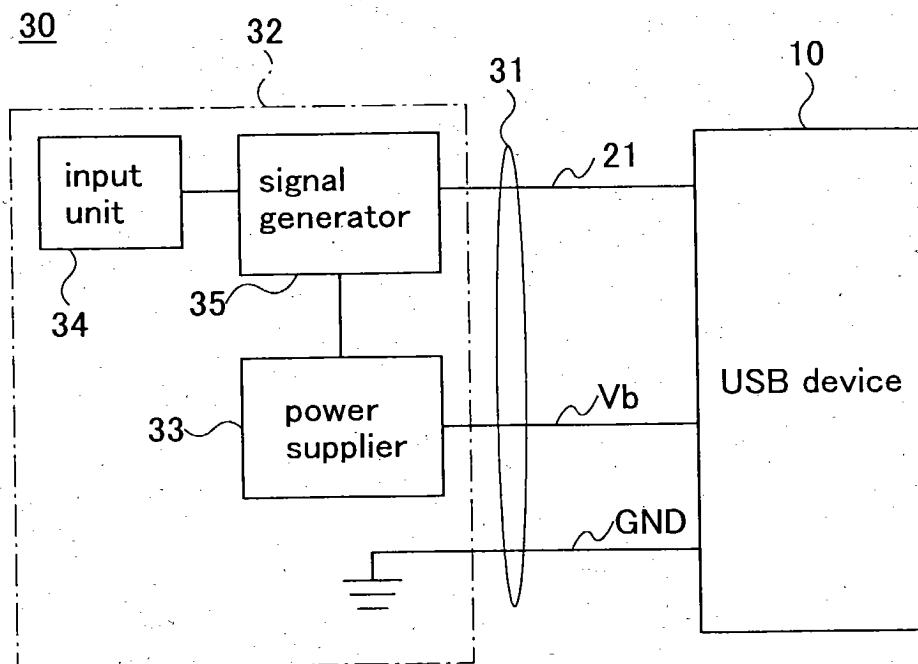 30
32
31
10
21
input
unit
signal
generator
34
35
33
power
supplier
Vb
USB device
GND